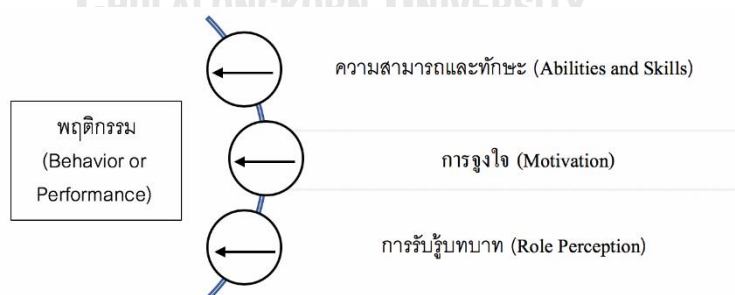 CHULALONGKORN UNIVERSITY
ความสามารถและทักษะ (Abilities and Skills)
พฤติกรรม
(Behavior or
Performance)
การจูงใจ (Motivation)
การรับรู้บทบาท (Role Perception)